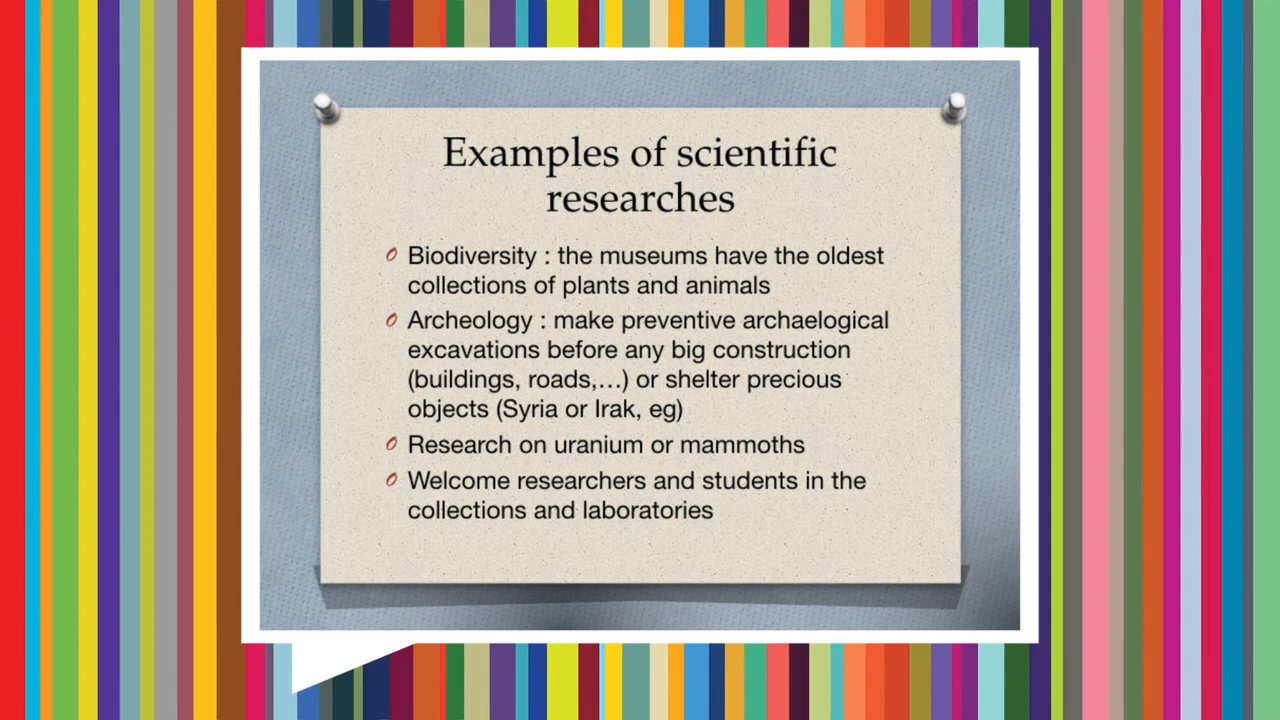 Examples of scientific
researches
Biodiversity : the museums have the oldest
collections of plants and animals
Archeology : make preventive archaelogical
excavations before any big construction
(buildings, roads,…) or shelter precious
objects (Syria or Irak, eg)
Research on uranium or mammoths
Welcome researchers and students in the
collections and laboratories